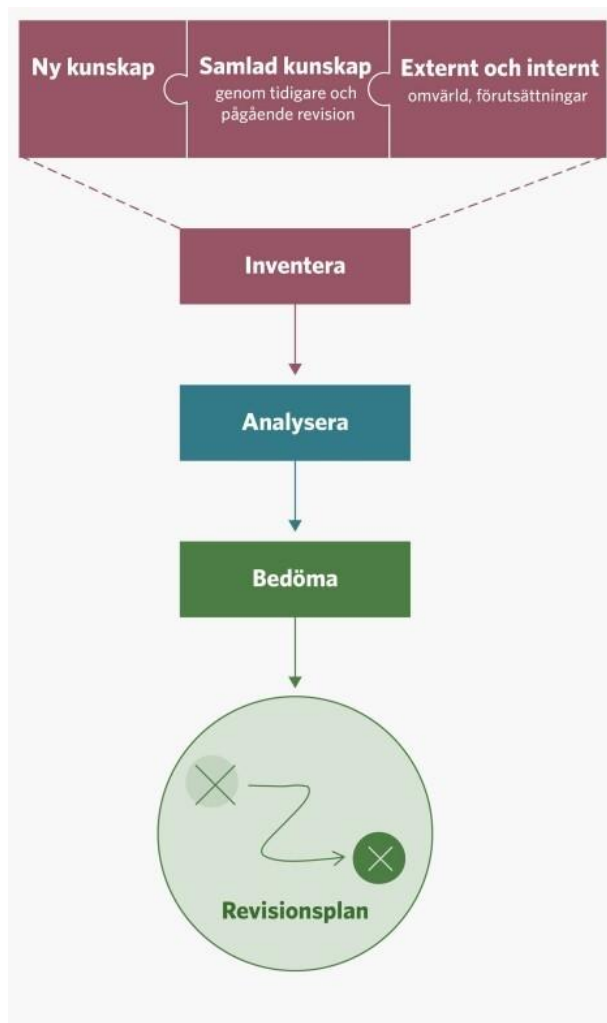 Ny kunskap
Samlad kunskap
genom tidigare och
pågående revision
Externt och internt
omvärld, förutsättningar
Inventera
Analysera
Bedöma
Revisionsplan